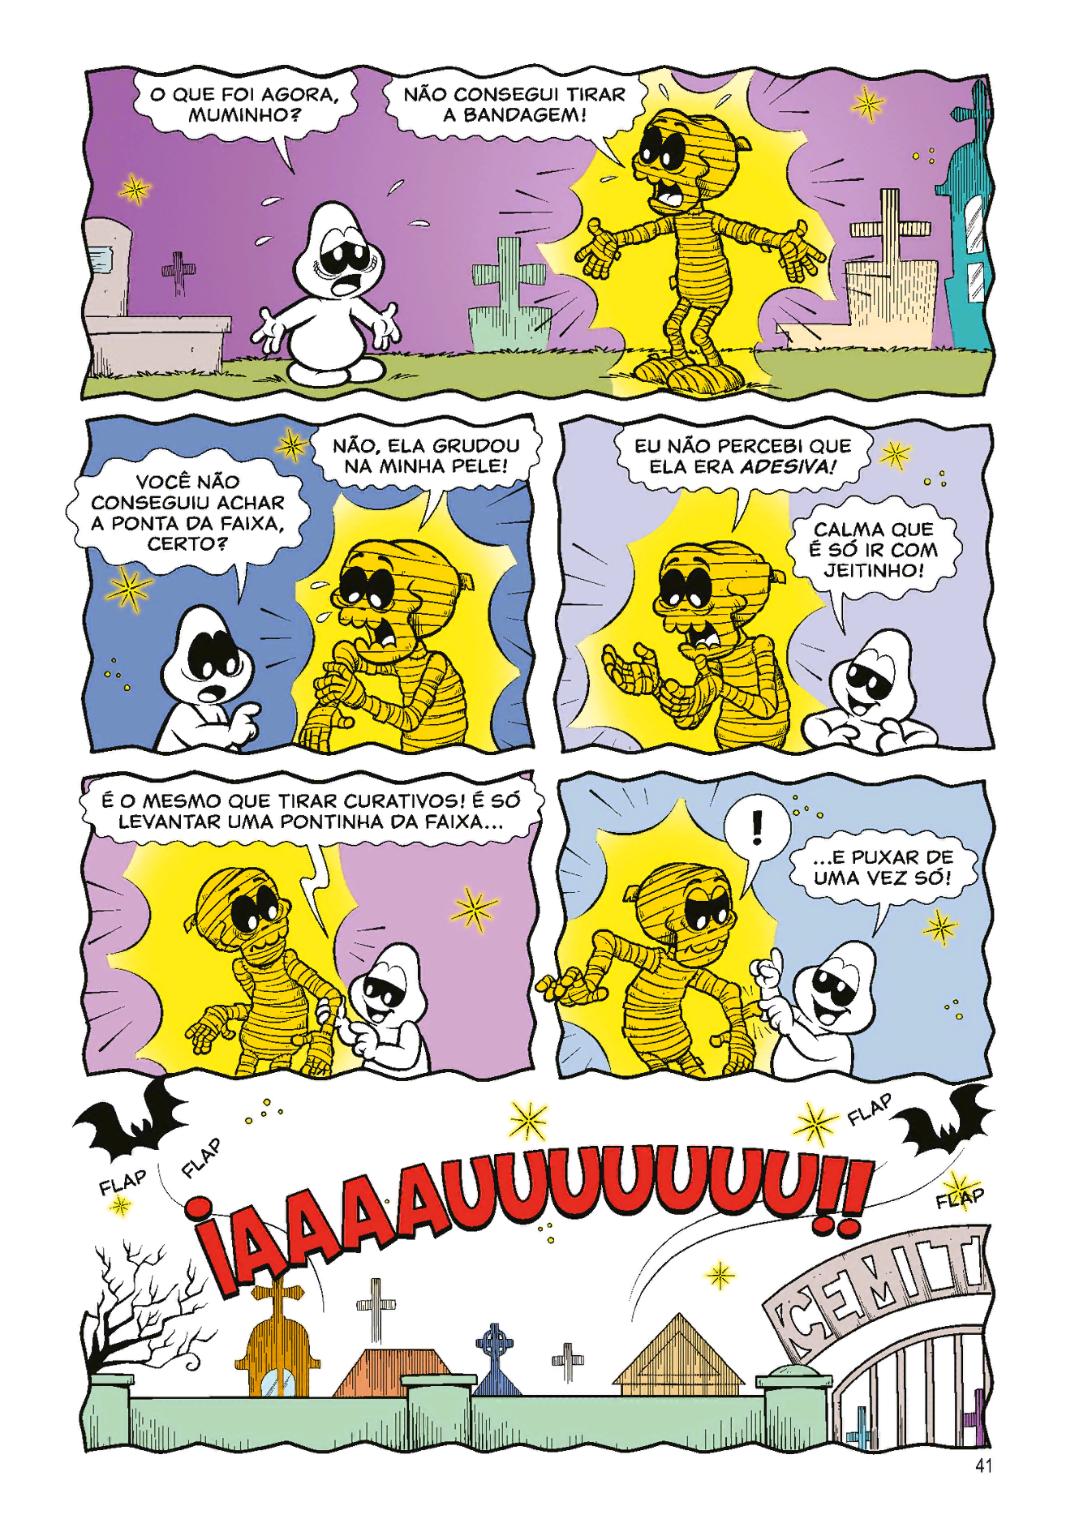 O QUE FOI AGORA,
MUMINHO?
NÃO CONSEGUI TIRAR
A BANDAGEM!
VOCÊ NÃO
CONSEGUIU ACHAR
A PONTA DA FAIXA,
CERTO?
NÃO, ELA GRUDOU
NA MINHA PELE!
EU NÃO PERCEBI QUE
ELA ERA ADESIVA!
CALMA QUE
É SÓ IR COM
JEITINHO!
É O MESMO QUE TIRAR CURATIVOS! É SÓ
LEVANTAR UMA PONTINHA DA FAIXA...
!
...E PUXAR DE
UMA VEZ SÓ!
FLAP
FLAP
FLAP
FLAP
¡AAAAUUUUUUUU!!
CEMIT
41